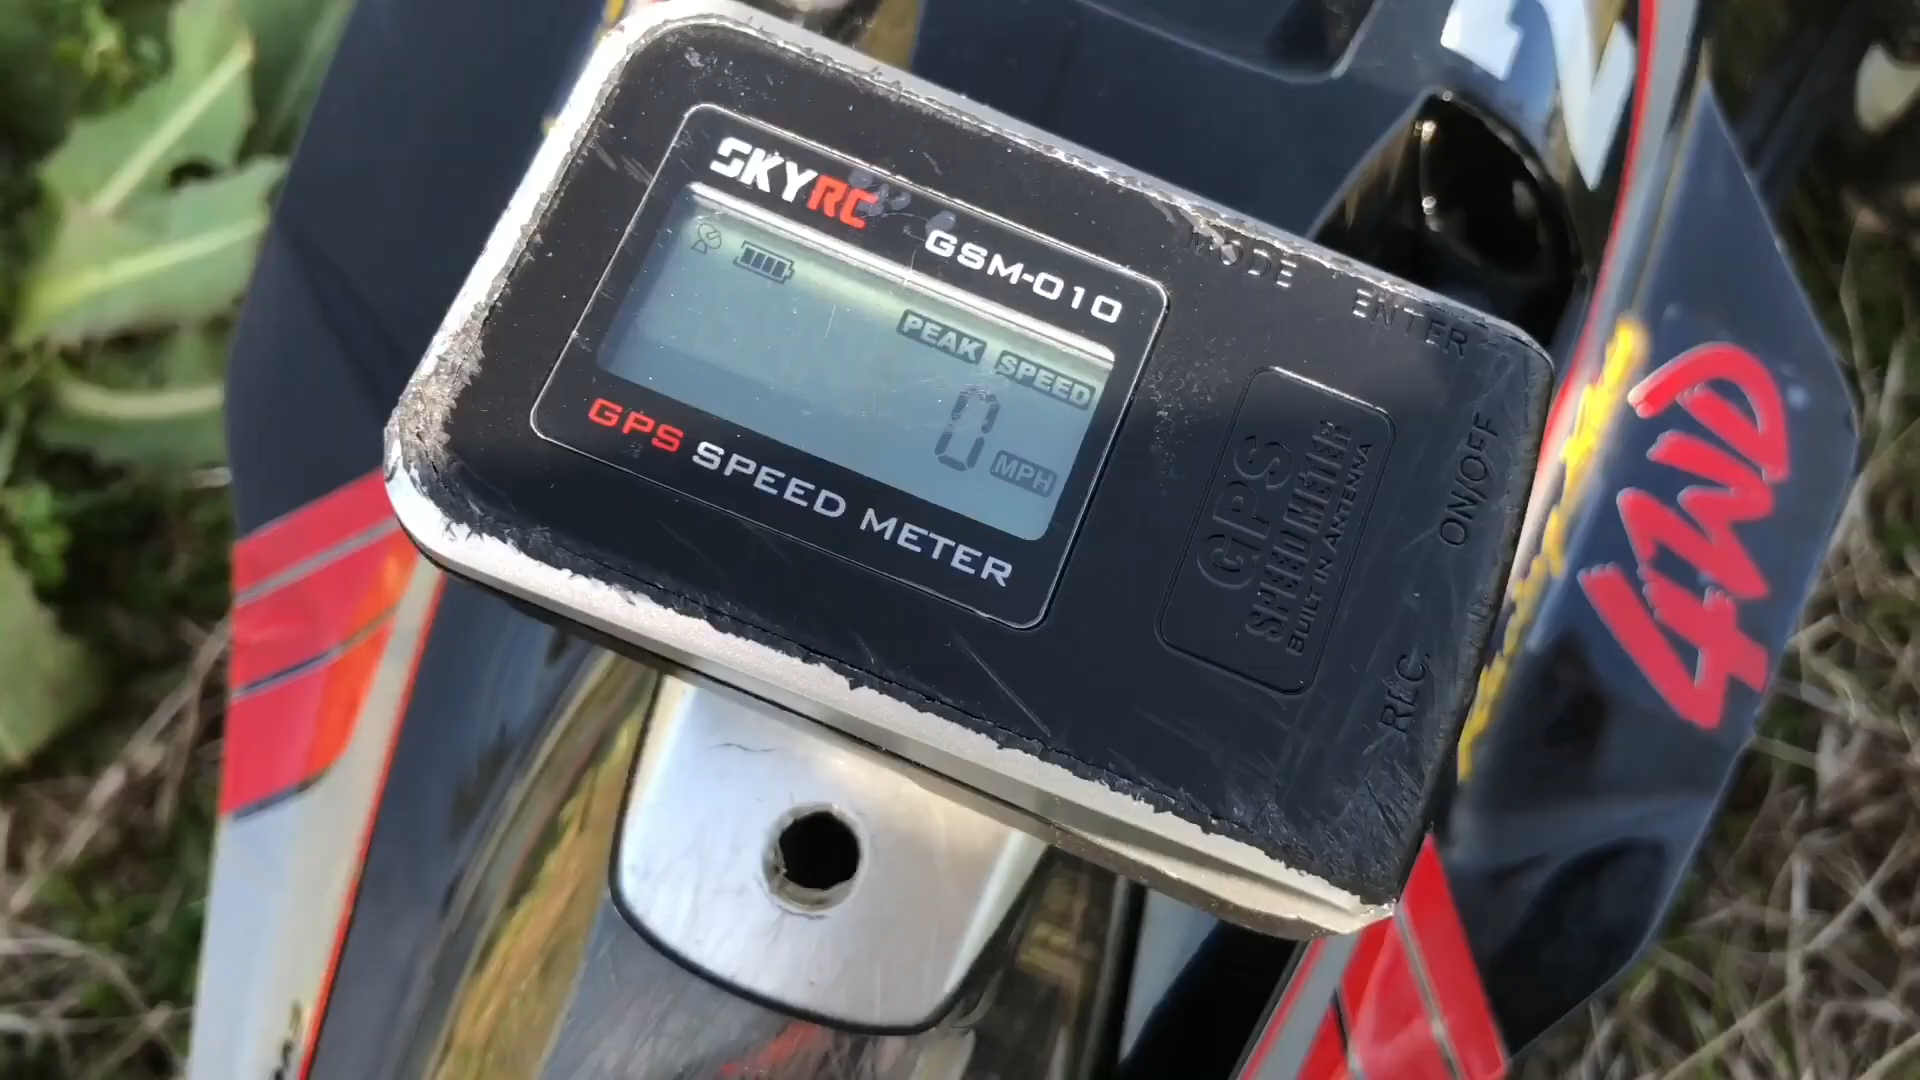 SKYRC
GSM-010
PEAK SPEED
0 MPH
GPS SPEED METER
MODE
ENTER
ON/OFF
REC.
GPS
SPEED METER
BUILT IN ANTENNA
4WD